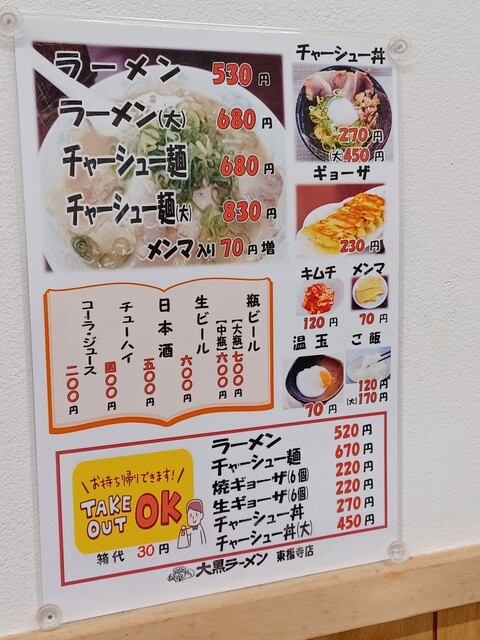 ラーメン 530円
ラーメン(大) 680円
チャーシュー麺 680円
チャーシュー麺(大) 830円
メンマ入り70円増
チャーシュー丼
270円
(大)450円
ギョーザ
230円
キムチ
120円
メンマ
70円
温玉
70円
ご飯
120円
(大)170円
瓶ビール
[大瓶]七〇〇円
[中瓶]六〇〇円
生ビール 六〇〇円
日本酒 五〇〇円
チューハイ 四〇〇円
コーラ・ジュース 二〇〇円
お持ち帰りできます!
TAKE OUT OK
箱代 30円
ラーメン 520円
チャーシュー麺 670円
焼ギョーザ(6個) 220円
生ギョーザ(6個) 220円
チャーシュー丼 270円
チャーシュー丼(大) 450円
大黒ラーメン 東福寺店